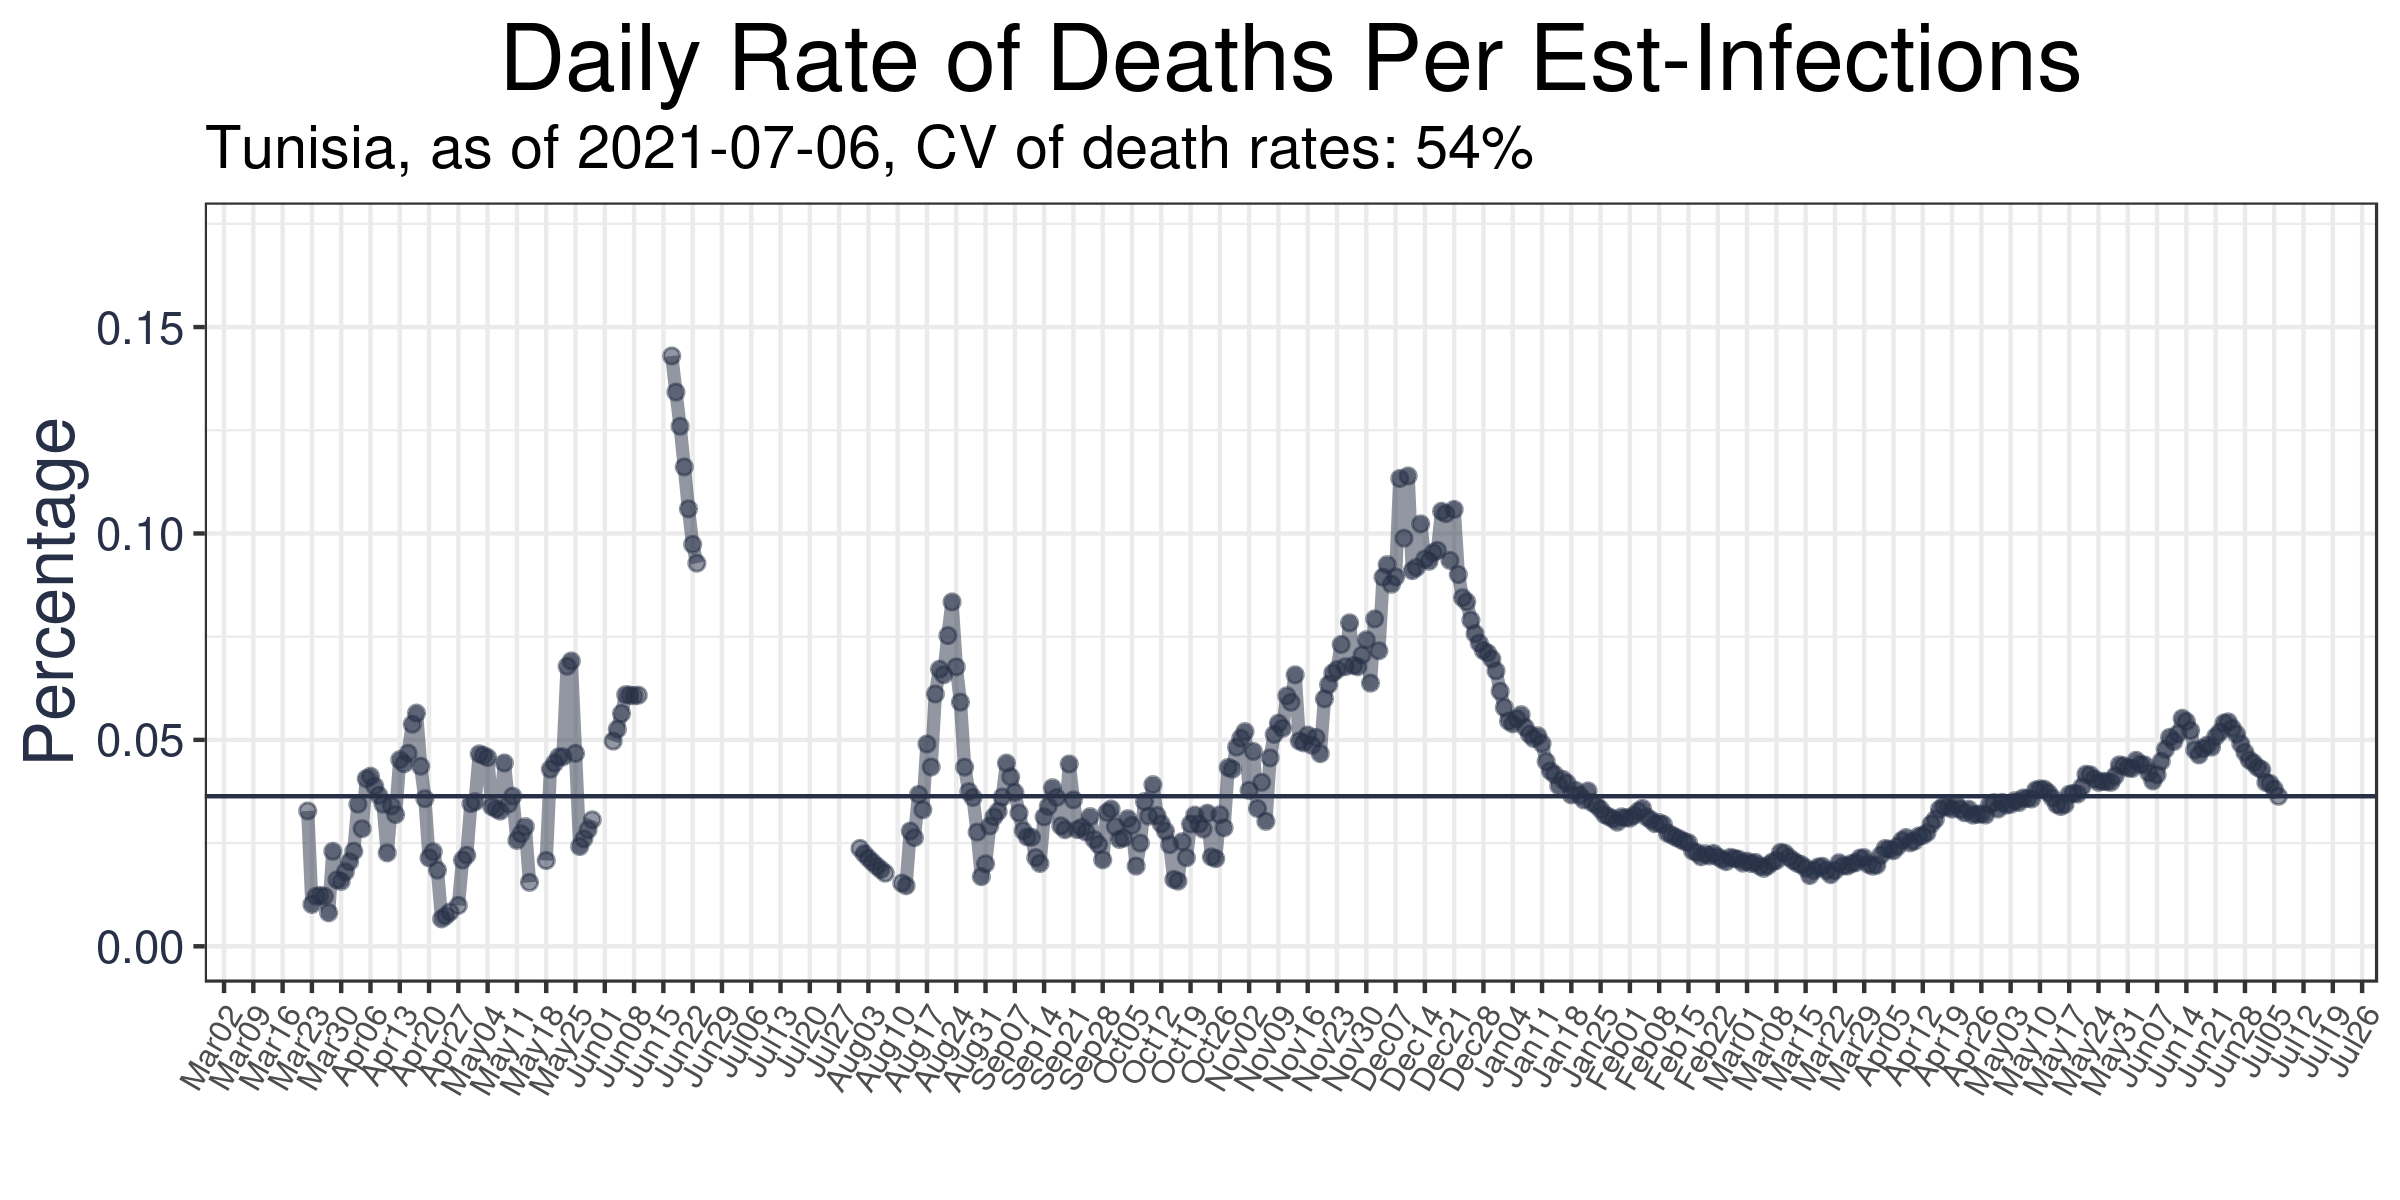 Daily Rate of Deaths Per Est-Infections
Tunisia, as of 2021-07-06, CV of death rates: 54%
Percentage
0.15
0.10
0.05
0.00
Mar02
Mar09
Mar16
Mar23
Mar30
Apr06
Apr13
Apr20
Apr27
May04
May11
May18
May25
Jun01
Jun08
Jun15
Jun22
Jun29
Jul06
Jul13
Jul20
Jul27
Aug03
Aug10
Aug17
Aug24
Aug31
Sep07
Sep14
Sep21
Sep28
Oct05
Oct12
Oct19
Oct26
Nov02
Nov09
Nov16
Nov23
Nov30
Dec07
Dec14
Dec21
Dec28
Jan04
Jan11
Jan18
Jan25
Feb01
Feb08
Feb15
Feb22
Mar01
Mar08
Mar15
Mar22
Mar29
Apr05
Apr12
Apr19
Apr26
May03
May10
May17
May24
May31
Jun07
Jun14
Jun21
Jun28
Jul05
Jul12
Jul19
Jul26